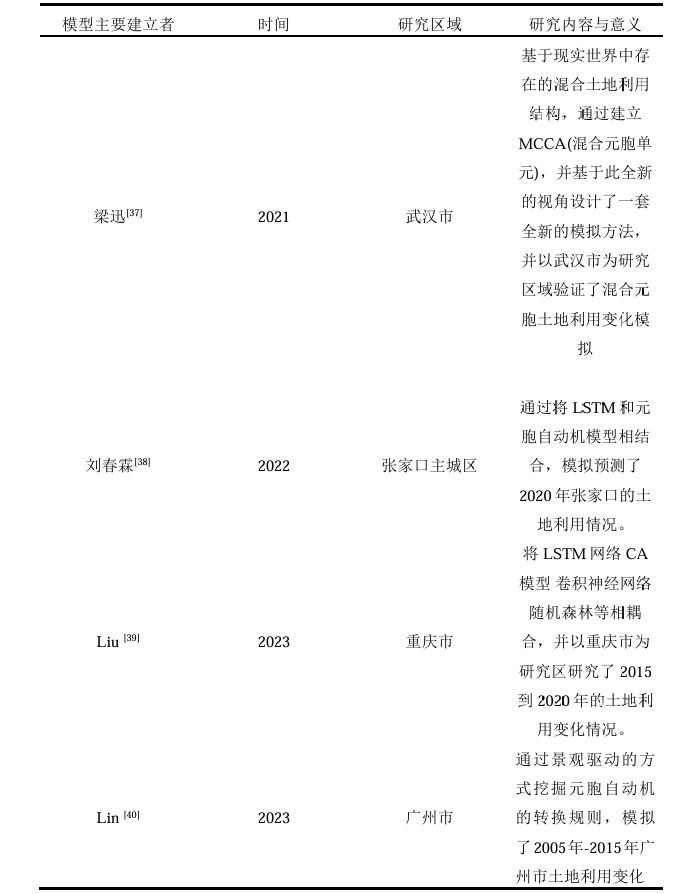 模型主要建立者 时间 研究区域 研究内容与意义
基于现实世界中存
在的混合土地利用
结构，通过建立
MCCA(混合元胞单
元)，并基于此全新
的视角设计了一套
梁迅[37] 2021 武汉市
全新的模拟方法，
并以武汉市为研究
区域验证了混合元
胞土地利用变化模
拟
通过将 LSTM 和元
胞自动机模型相结
刘春霖[38] 2022 张家口主城区 合，模拟预测了
2020 年张家口的土
地利用情况。
将 LSTM 网络 CA
模型 卷积神经网络
随机森林等相耦
Liu [39] 2023 重庆市 合，并以重庆市为
研究区研究了 2015
到 2020 年的土地利
用变化情况。
通过景观驱动的方
式挖掘元胞自动机
Lin [40] 2023 广州市 的转换规则，模拟
了 2005 年-2015 年广
州市土地利用变化